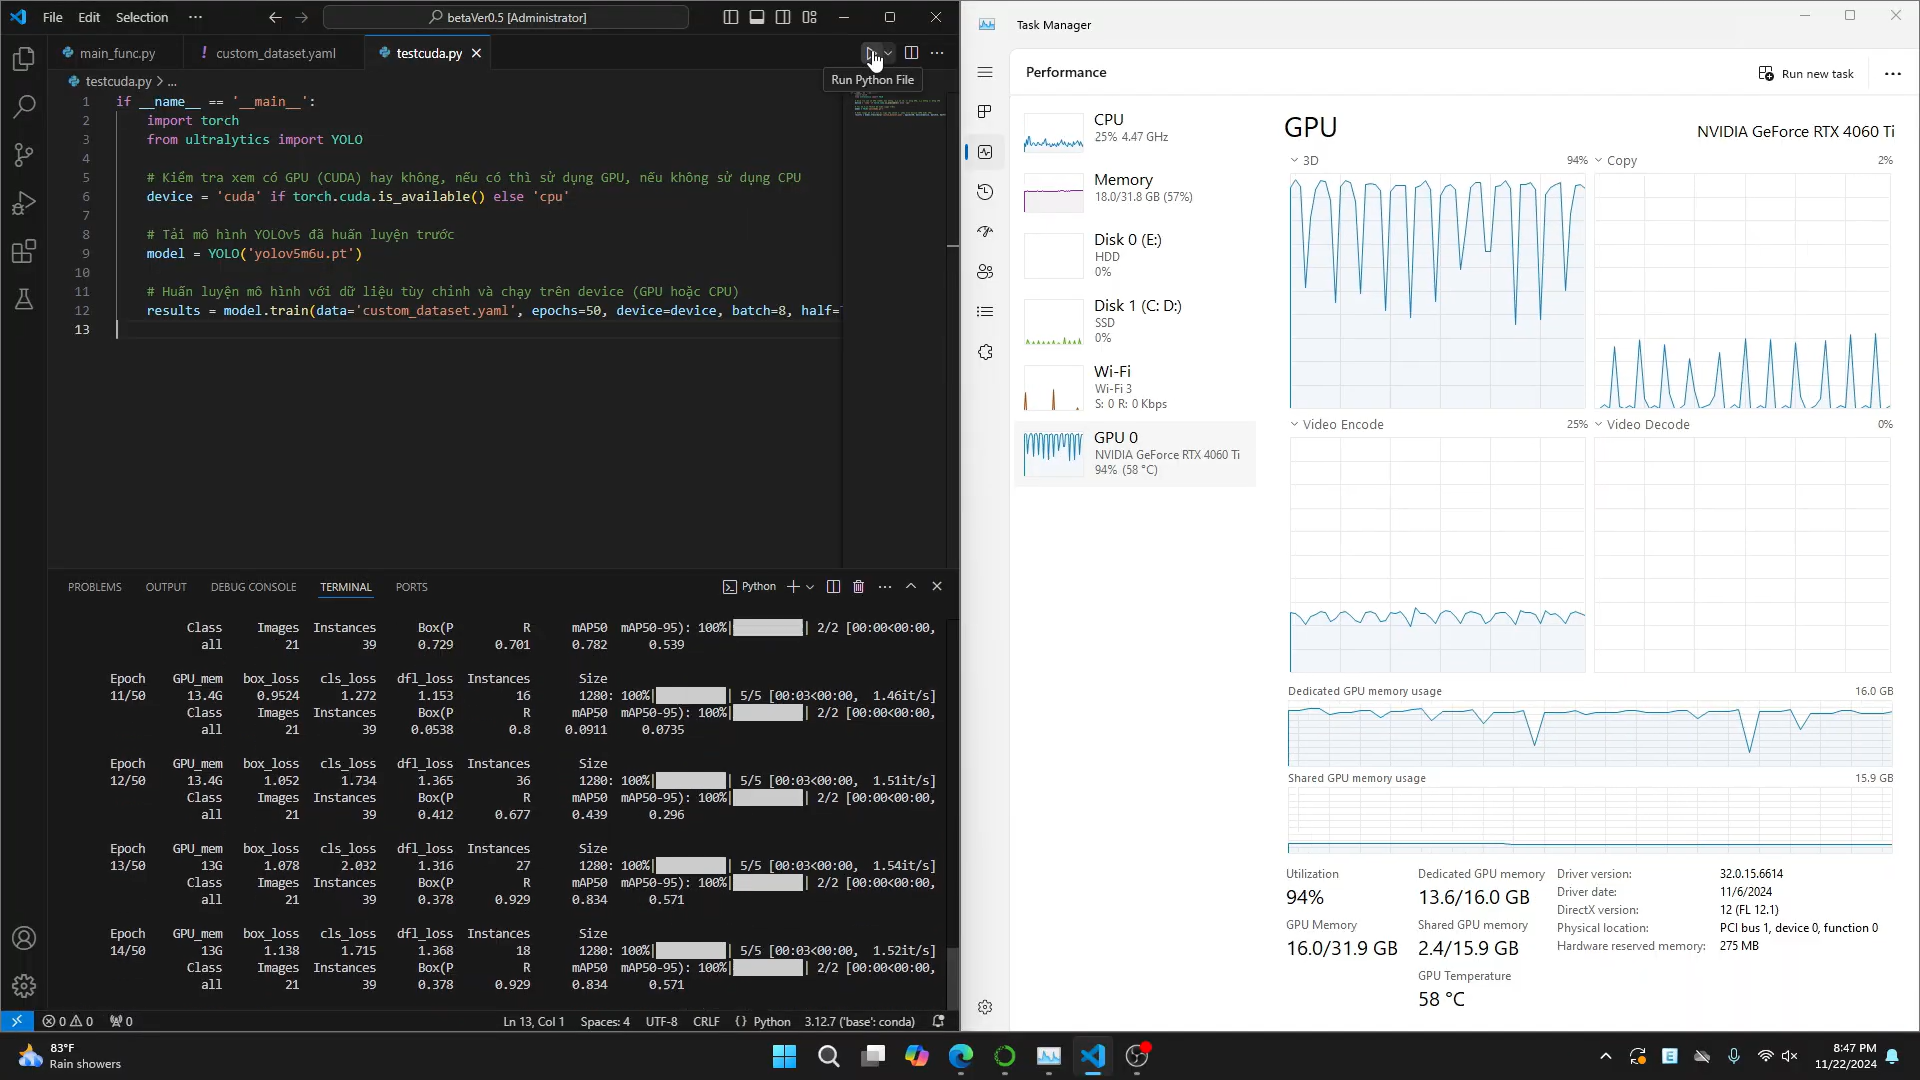 File Edit Selection ···
betaVer0.5 [Administrator]
main_func.py
! custom_dataset.yaml
testcuda.py
Run Python File
testcuda.py > ...
1 if __name__ == '__main__':
2 import torch
3 from ultralytics import YOLO
4
5 # Kiểm tra xem có GPU (CUDA) hay không, nếu có thì sử dụng GPU, nếu không sử dụng CPU
6 device = 'cuda' if torch.cuda.is_available() else 'cpu'
7
8 # Tải mô hình YOLOv5 đã huấn luyện trước
9 model = YOLO('yolov5m6u.pt')
10
11 # Huấn luyện mô hình với dữ liệu tùy chỉnh và chạy trên device (GPU hoặc CPU)
12 results = model.train(data='custom_dataset.yaml', epochs=50, device=device, batch=8, half=
13
PROBLEMS OUTPUT DEBUG CONSOLE TERMINAL PORTS
Python
Class Images Instances Box(P R mAP50 mAP50-95): 100%| | 2/2 [00:00<00:00,
all 21 39 0.729 0.701 0.782 0.539
Epoch GPU_mem box_loss cls_loss dfl_loss Instances Size
11/50 13.4G 0.9524 1.272 1.153 16 1280: 100%| | 5/5 [00:03<00:00, 1.46it/s]
Class Images Instances Box(P R mAP50 mAP50-95): 100%| | 2/2 [00:00<00:00,
all 21 39 0.0538 0.8 0.0911 0.0735
Epoch GPU_mem box_loss cls_loss dfl_loss Instances Size
12/50 13.4G 1.052 1.734 1.365 36 1280: 100%| | 5/5 [00:03<00:00, 1.51it/s]
Class Images Instances Box(P R mAP50 mAP50-95): 100%| | 2/2 [00:00<00:00,
all 21 39 0.412 0.677 0.439 0.296
Epoch GPU_mem box_loss cls_loss dfl_loss Instances Size
13/50 13G 1.078 2.032 1.316 27 1280: 100%| | 5/5 [00:03<00:00, 1.54it/s]
Class Images Instances Box(P R mAP50 mAP50-95): 100%| | 2/2 [00:00<00:00,
all 21 39 0.378 0.929 0.834 0.571
Epoch GPU_mem box_loss cls_loss dfl_loss Instances Size
14/50 13G 1.138 1.715 1.368 18 1280: 100%| | 5/5 [00:03<00:00, 1.52it/s]
Class Images Instances Box(P R mAP50 mAP50-95): 100%| | 2/2 [00:00<00:00,
all 21 39 0.378 0.929 0.834 0.571
0 0 0 Ln 13, Col 1 Spaces: 4 UTF-8 CRLF {} Python 3.12.7 ('base': conda)
Task Manager
Performance
Run new task
CPU
25% 4.47 GHz
Memory
18.0/31.8 GB (57%)
Disk 0 (E:)
HDD
0%
Disk 1 (C: D:)
SSD
0%
Wi-Fi
Wi-Fi 3
S: 0 R: 0 Kbps
GPU 0
NVIDIA GeForce RTX 4060 Ti
94% (58 °C)
GPU
NVIDIA GeForce RTX 4060 Ti
3D 94% Copy 2%
Video Encode 25% Video Decode 0%
Dedicated GPU memory usage 16.0 GB
Shared GPU memory usage 15.9 GB
Utilization
94%
Dedicated GPU memory
13.6/16.0 GB
GPU Memory
16.0/31.9 GB
Shared GPU memory
2.4/15.9 GB
GPU Temperature
58 °C
Driver version: 32.0.15.6614
Driver date: 11/6/2024
DirectX version: 12 (FL 12.1)
Physical location: PCI bus 1, device 0, function 0
Hardware reserved memory: 275 MB
83°F
Rain showers
E
8:47 PM
11/22/2024